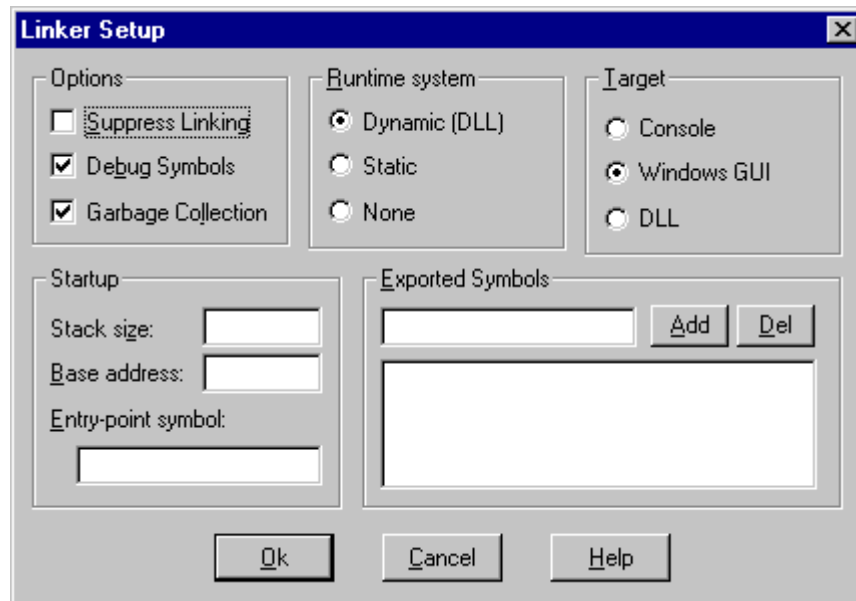 Linker Setup
Options
Suppress Linking
Debug Symbols
Garbage Collection
Runtime system
Dynamic (DLL)
Static
None
Target
Console
Windows GUI
DLL
Startup
Stack size:
Base address:
Entry-point symbol:
Exported Symbols
Add Del
Ok Cancel Help